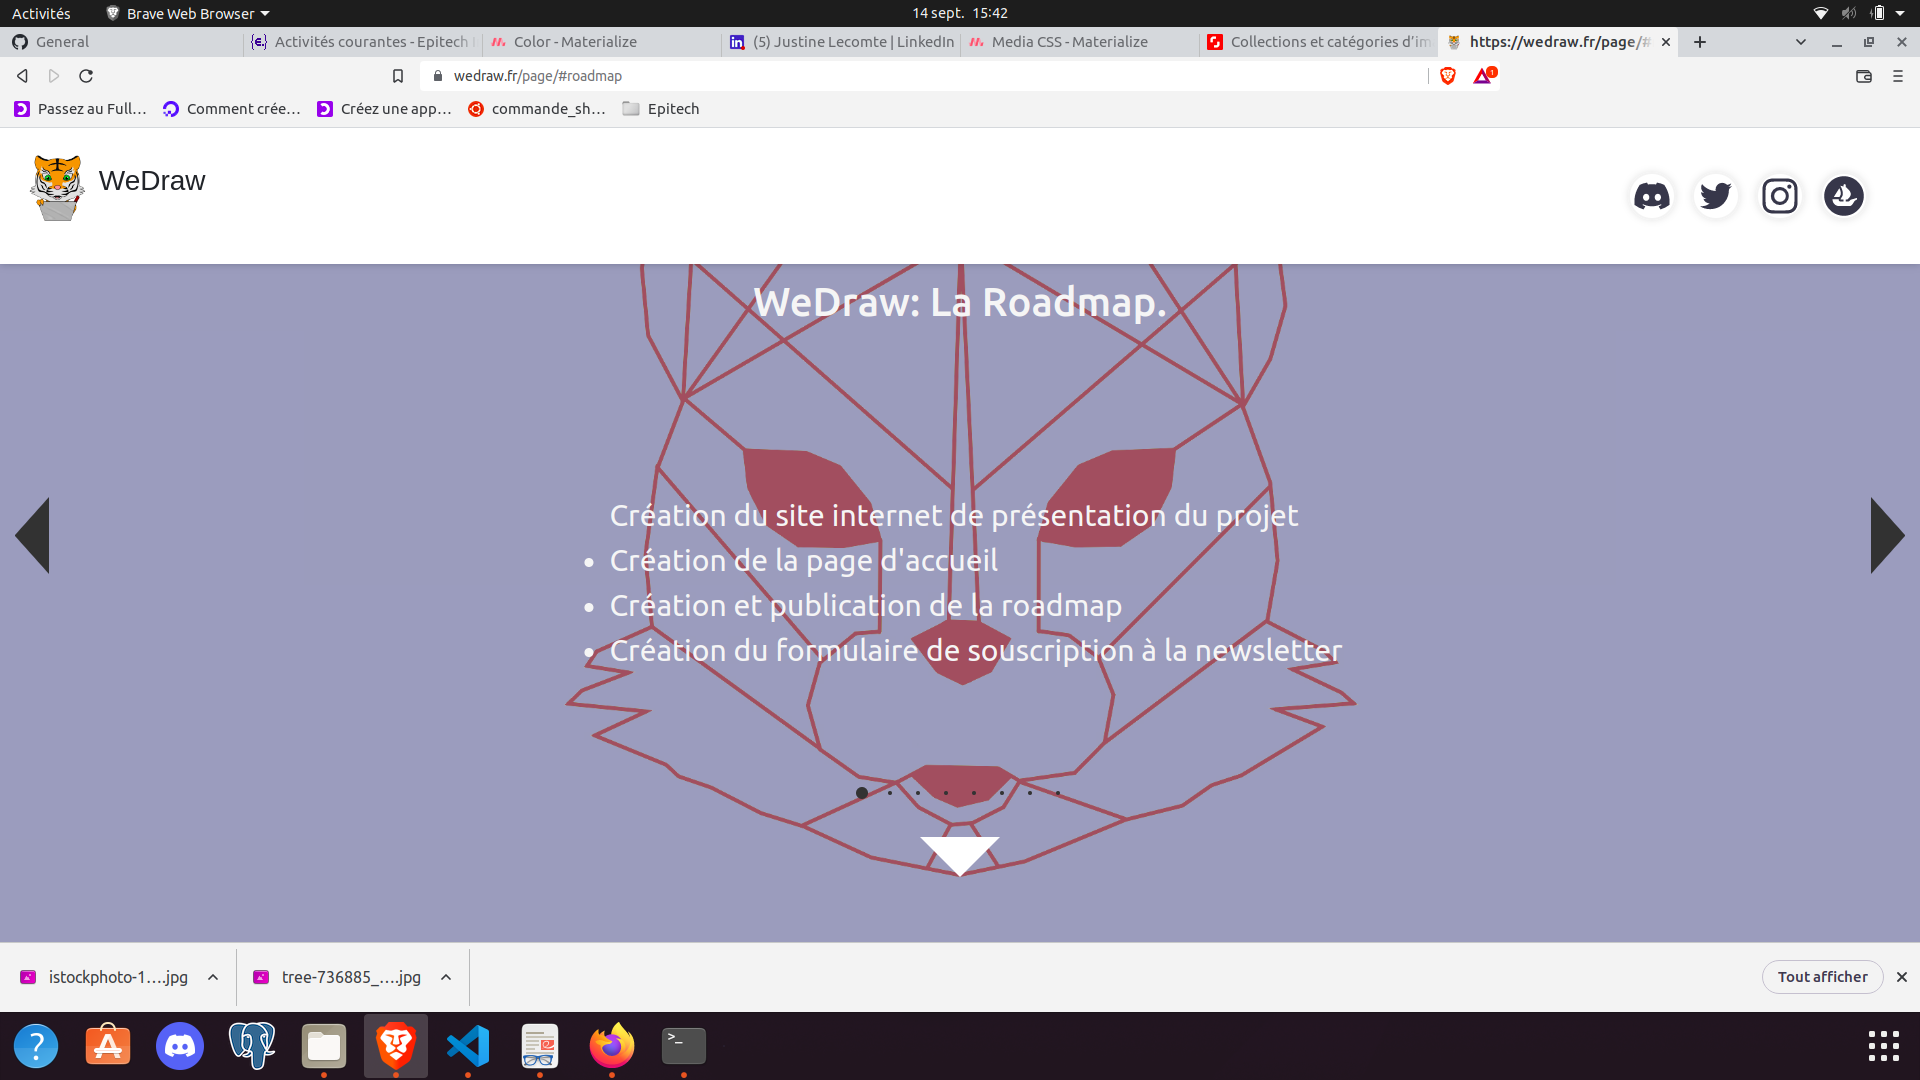 Activités
Brave Web Browser
14 sept. 15:42
General
Activités courantes - Epitech
Color - Materialize
(5) Justine Lecomte | LinkedIn
Media CSS - Materialize
Collections et catégories d'im
https://wedraw.fr/page/#
wedraw.fr/page/#roadmap
1
Passez au Full…
Comment crée…
Créez une app…
commande_sh…
Epitech
WeDraw
WeDraw: La Roadmap.
Création du site internet de présentation du projet
• Création de la page d'accueil
• Création et publication de la roadmap
• Création du formulaire de souscription à la newsletter
istockphoto-1….jpg
tree-736885_….jpg
Tout afficher